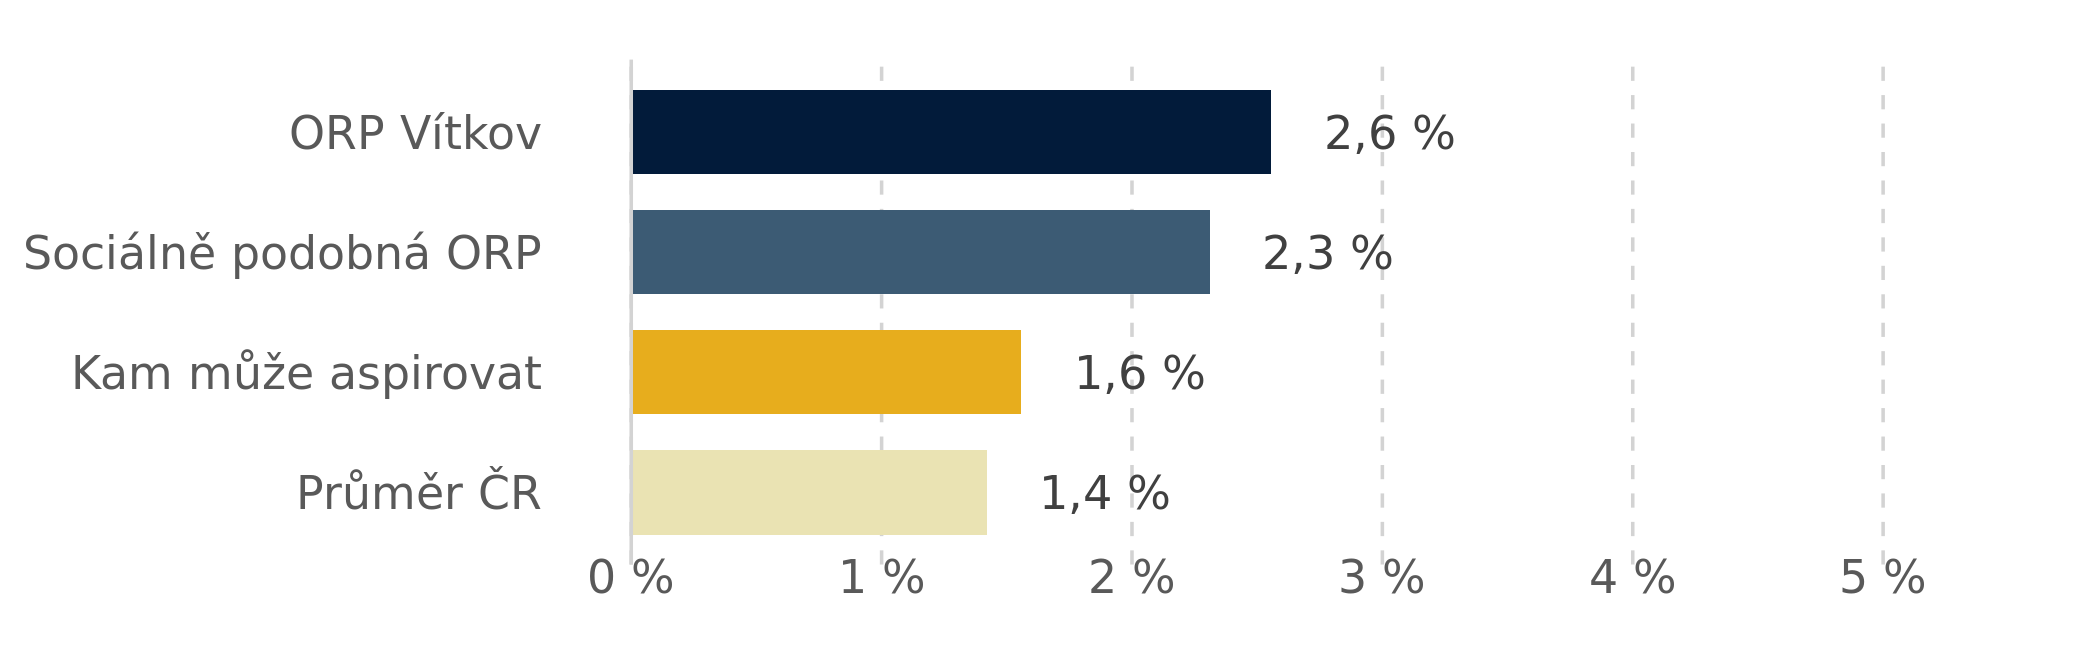 ORP Vítkov 2,6 %
Sociálně podobná ORP 2,3 %
Kam může aspirovat 1,6 %
Průměr ČR 1,4 %
0 % 1 % 2 % 3 % 4 % 5 %